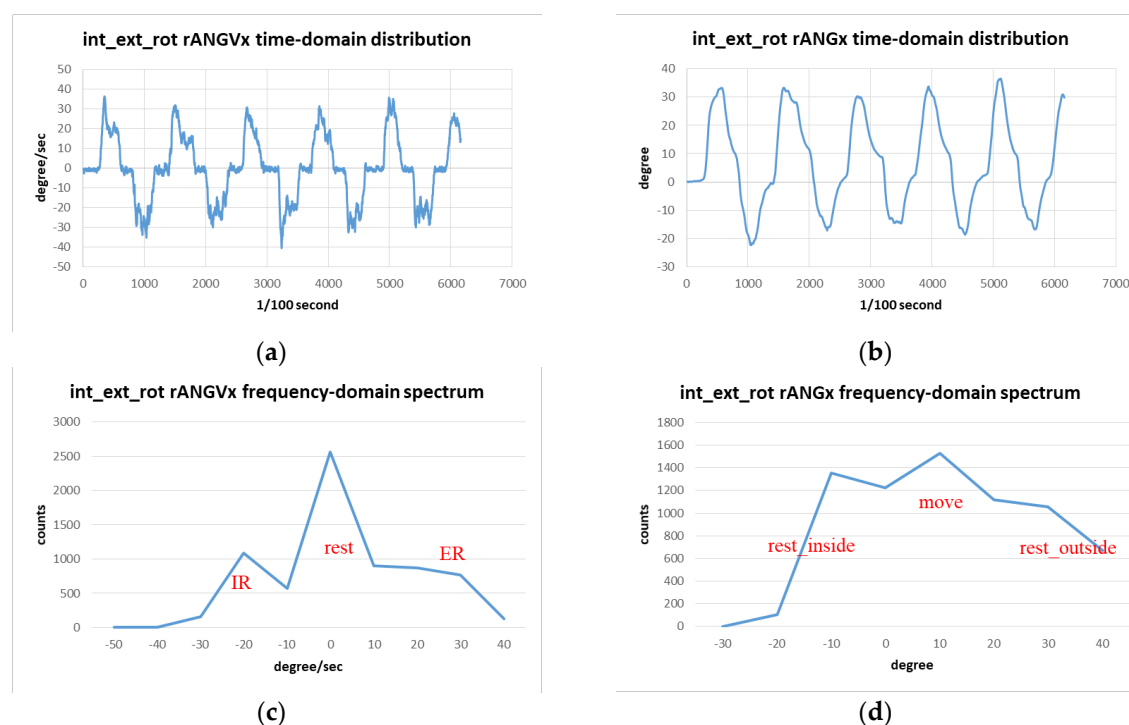 int_ext_rot rANGVx time-domain distribution
degree/sec
50
40
30
20
10
0
-10
-20
-30
-40
-50
0 1000 2000 3000 4000 5000 6000 7000
1/100 second
(a)
int_ext_rot rANGx time-domain distribution
degree
40
30
20
10
0
-10
-20
-30
0 1000 2000 3000 4000 5000 6000 7000
1/100 second
(b)
int_ext_rot rANGVx frequency-domain spectrum
counts
3000
2500
2000
1500
1000
500
0
rest
ER
IR
-50 -40 -30 -20 -10 0 10 20 30 40
degree/sec
(c)
int_ext_rot rANGx frequency-domain spectrum
counts
1800
1600
1400
1200
1000
800
600
400
200
0
move
rest_inside
rest_outside
-30 -20 -10 0 10 20 30 40
degree
(d)